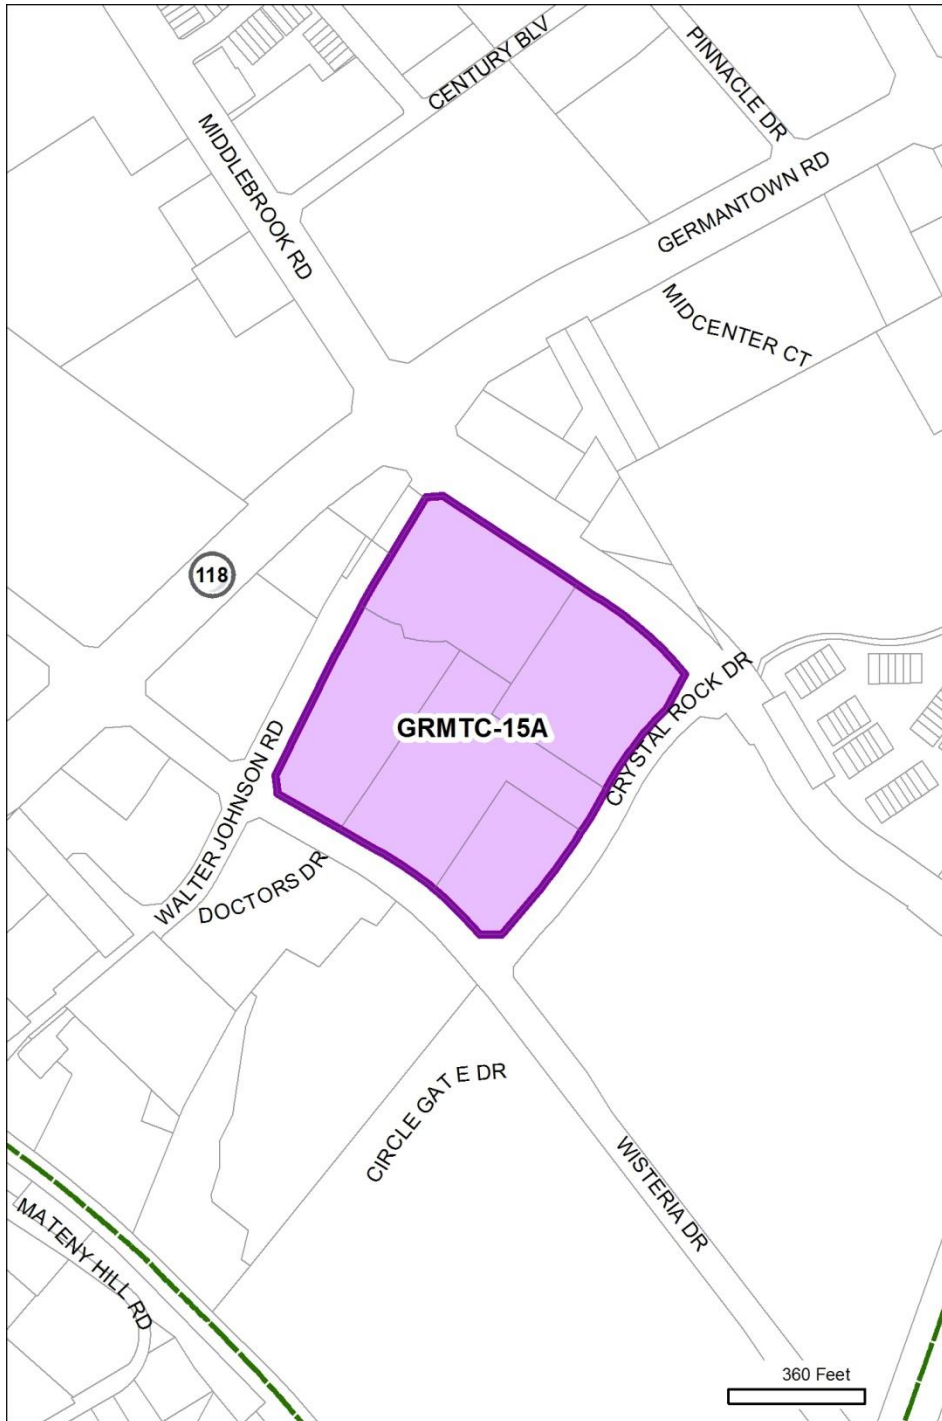 CENTURY BLV
PINNACLE DR
MIDDLEBROOK RD
GERMANTOWN RD
MIDCENTER CT
118
CRYSTAL ROCK DR
GRMTC-15A
WALTER JOHNSON RD
DOCTORS DR
CIRCLE GAT E DR
WISTERIA DR
MATENY HILL RD
360 Feet